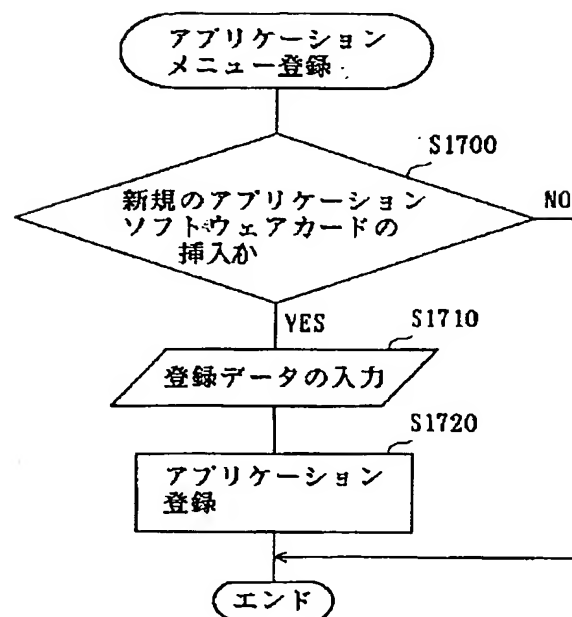 アプリケーション
メニュー登録
S1700
新規のアプリケーション
ソフトウェアカードの
挿入か
NO
YES
S1710
登録データの入力
S1720
アプリケーション
登録
エンド